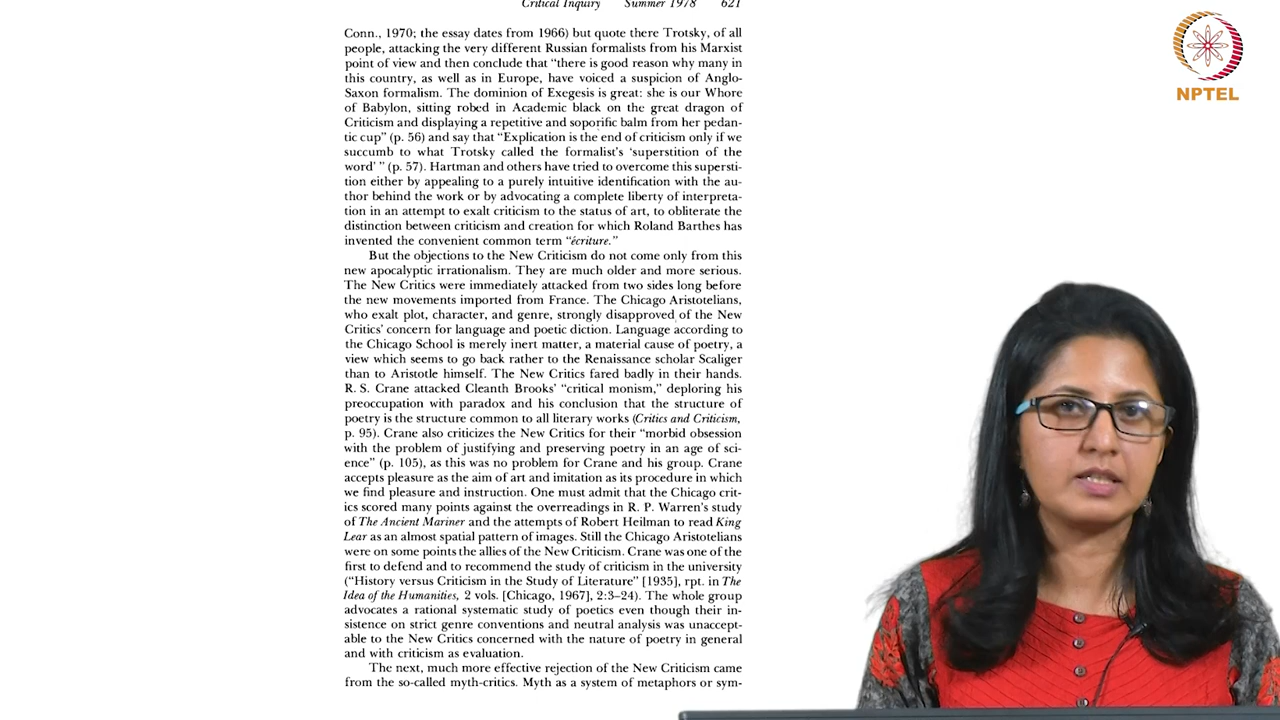 Critical Inquiry Summer 1978 621
Conn., 1970; the essay dates from 1966) but quote there Trotsky, of all
people, attacking the very different Russian formalists from his Marxist
point of view and then conclude that “there is good reason why many in
this country, as well as in Europe, have voiced a suspicion of Anglo-
Saxon formalism. The dominion of Exegesis is great: she is our Whore
of Babylon, sitting robed in Academic black on the great dragon of
Criticism and displaying a repetitive and soporific balm from her pedan-
tic cup” (p. 56) and say that “Explication is the end of criticism only if we
succumb to what Trotsky called the formalist’s ‘superstition of the
word’ ” (p. 57). Hartman and others have tried to overcome this supersti-
tion either by appealing to a purely intuitive identification with the au-
thor behind the work or by advocating a complete liberty of interpreta-
tion in an attempt to exalt criticism to the status of art, to obliterate the
distinction between criticism and creation for which Roland Barthes has
invented the convenient common term “écriture.”
But the objections to the New Criticism do not come only from this
new apocalyptic irrationalism. They are much older and more serious.
The New Critics were immediately attacked from two sides long before
the new movements imported from France. The Chicago Aristotelians,
who exalt plot, character, and genre, strongly disapproved of the New
Critics’ concern for language and poetic diction. Language according to
the Chicago School is merely inert matter, a material cause of poetry, a
view which seems to go back rather to the Renaissance scholar Scaliger
than to Aristotle himself. The New Critics fared badly in their hands.
R. S. Crane attacked Cleanth Brooks’ “critical monism,” deploring his
preoccupation with paradox and his conclusion that the structure of
poetry is the structure common to all literary works (Critics and Criticism,
p. 95). Crane also criticizes the New Critics for their “morbid obsession
with the problem of justifying and preserving poetry in an age of sci-
ence” (p. 105), as this was no problem for Crane and his group. Crane
accepts pleasure as the aim of art and imitation as its procedure in which
we find pleasure and instruction. One must admit that the Chicago crit-
ics scored many points against the overreadings in R. P. Warren’s study
of The Ancient Mariner and the attempts of Robert Heilman to read King
Lear as an almost spatial pattern of images. Still the Chicago Aristotelians
were on some points the allies of the New Criticism. Crane was one of the
first to defend and to recommend the study of criticism in the university
(“History versus Criticism in the Study of Literature” [1935], rpt. in The
Idea of the Humanities, 2 vols. [Chicago, 1967], 2:3–24). The whole group
advocates a rational systematic study of poetics even though their in-
sistence on strict genre conventions and neutral analysis was unaccept-
able to the New Critics concerned with the nature of poetry in general
and with criticism as evaluation.
The next, much more effective rejection of the New Criticism came
from the so-called myth-critics. Myth as a system of metaphors or sym-
NPTEL